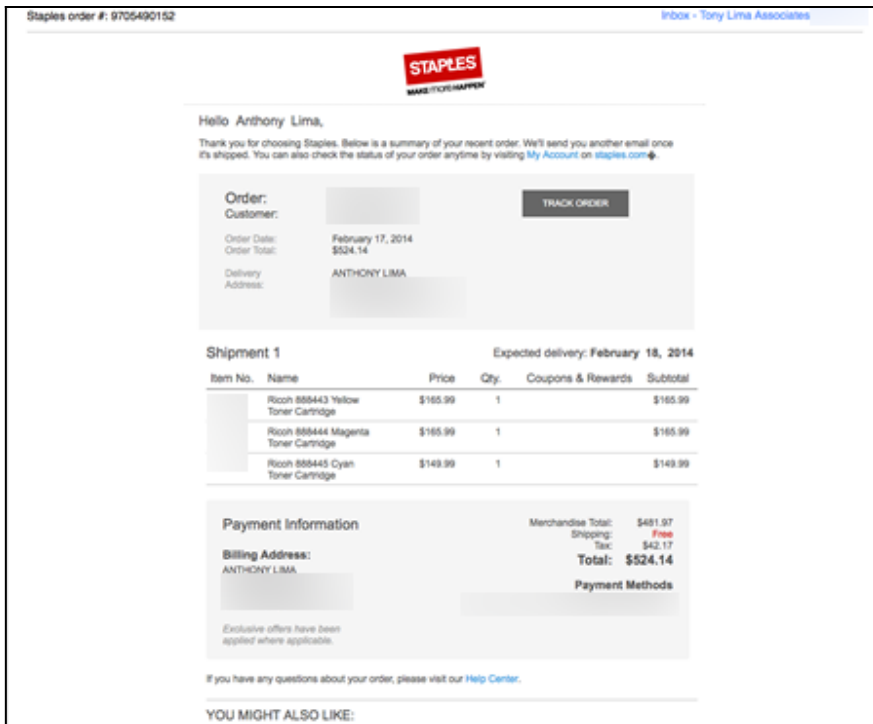 Staples order #: 9705490152 Inbox - Tony Lima Associates
STAPLES
MAKE more HAPPEN
Hello Anthony Lima,
Thank you for choosing Staples. Below is a summary of your recent order. We'll send you another email once
it's shipped. You can also check the status of your order anytime by visiting My Account on staples.com�.
Order:
Customer:
TRACK ORDER
Order Date: February 17, 2014
Order Total: $524.14
Delivery ANTHONY LIMA
Address:
Shipment 1 Expected delivery: February 18, 2014
Item No. Name Price Qty. Coupons & Rewards Subtotal
Ricoh 888443 Yellow $165.99 1 $165.99
Toner Cartridge
Ricoh 888444 Magenta $165.99 1 $165.99
Toner Cartridge
Ricoh 888445 Cyan $149.99 1 $149.99
Toner Cartridge
Payment Information
Billing Address:
ANTHONY LIMA
Exclusive offers have been
applied where applicable.
Merchandise Total: $481.97
Shipping: Free
Tax: $42.17
Total: $524.14
Payment Methods
If you have any questions about your order, please visit our Help Center.
YOU MIGHT ALSO LIKE: